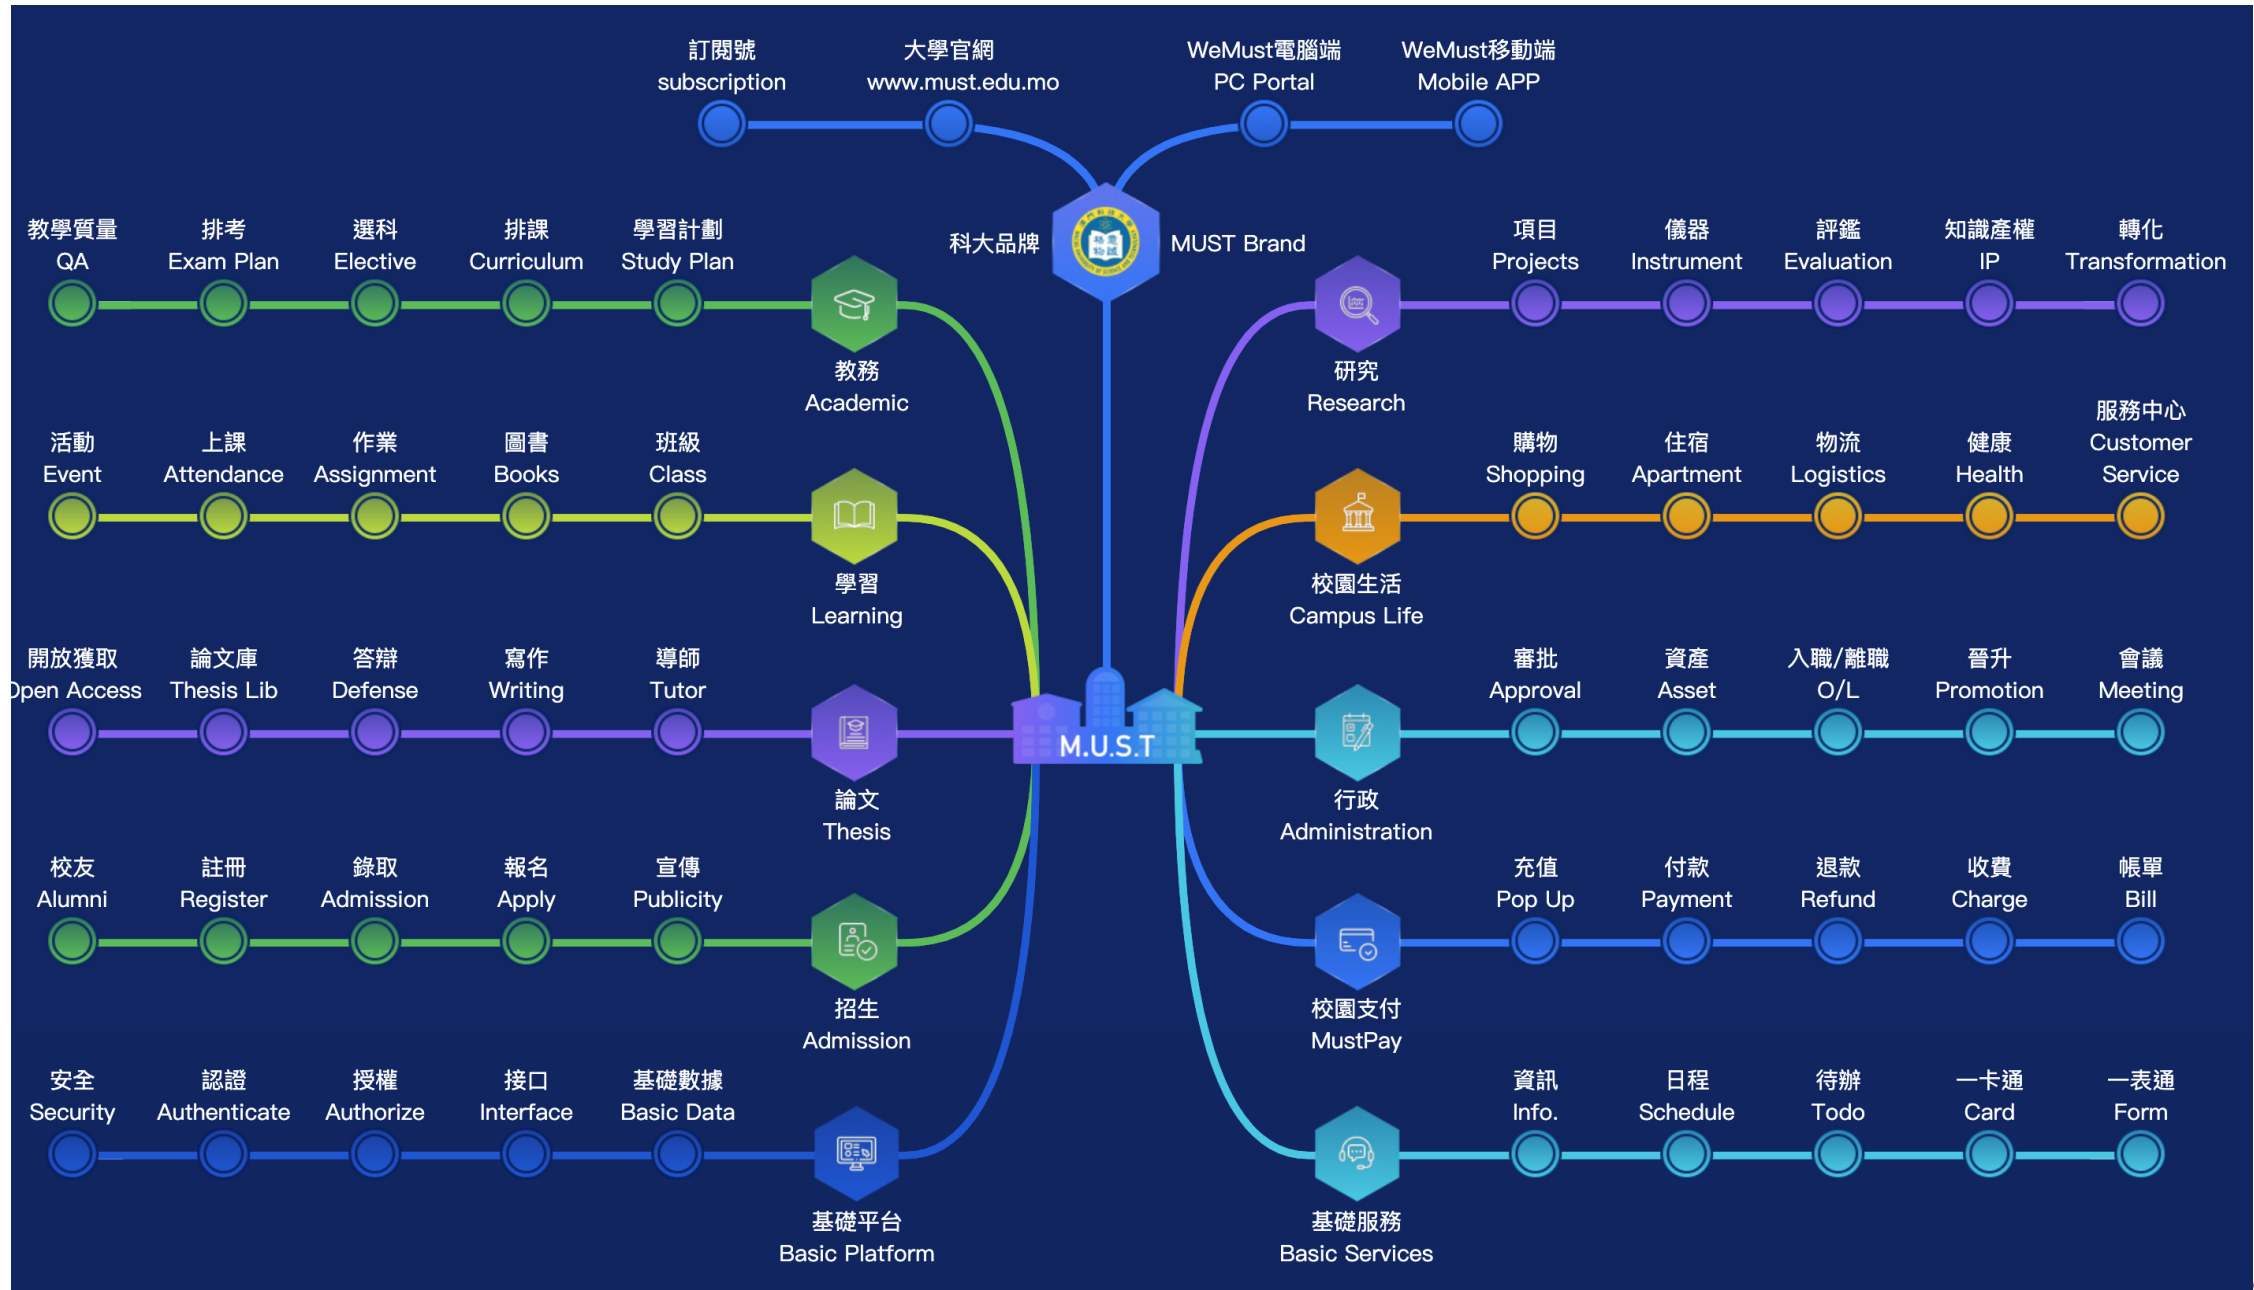 訂閱號
subscription
大學官網
www.must.edu.mo
WeMust電腦端
PC Portal
WeMust移動端
Mobile APP
科大品牌
MUST Brand
教學質量
QA
排考
Exam Plan
選科
Elective
排課
Curriculum
學習計劃
Study Plan
教務
Academic
研究
Research
項目
Projects
儀器
Instrument
評鑑
Evaluation
知識產權
IP
轉化
Transformation
活動
Event
上課
Attendance
作業
Assignment
圖書
Books
班級
Class
學習
Learning
校園生活
Campus Life
購物
Shopping
住宿
Apartment
物流
Logistics
健康
Health
服務中心
Customer
Service
開放獲取
Open Access
論文庫
Thesis Lib
答辯
Defense
寫作
Writing
導師
Tutor
論文
Thesis
M.U.S.T
行政
Administration
審批
Approval
資產
Asset
入職/離職
O/L
晉升
Promotion
會議
Meeting
校友
Alumni
註冊
Register
錄取
Admission
報名
Apply
宣傳
Publicity
招生
Admission
校園支付
MustPay
充值
Pop Up
付款
Payment
退款
Refund
收費
Charge
帳單
Bill
安全
Security
認證
Authenticate
授權
Authorize
接口
Interface
基礎數據
Basic Data
基礎平台
Basic Platform
基礎服務
Basic Services
資訊
Info.
日程
Schedule
待辦
Todo
一卡通
Card
一表通
Form